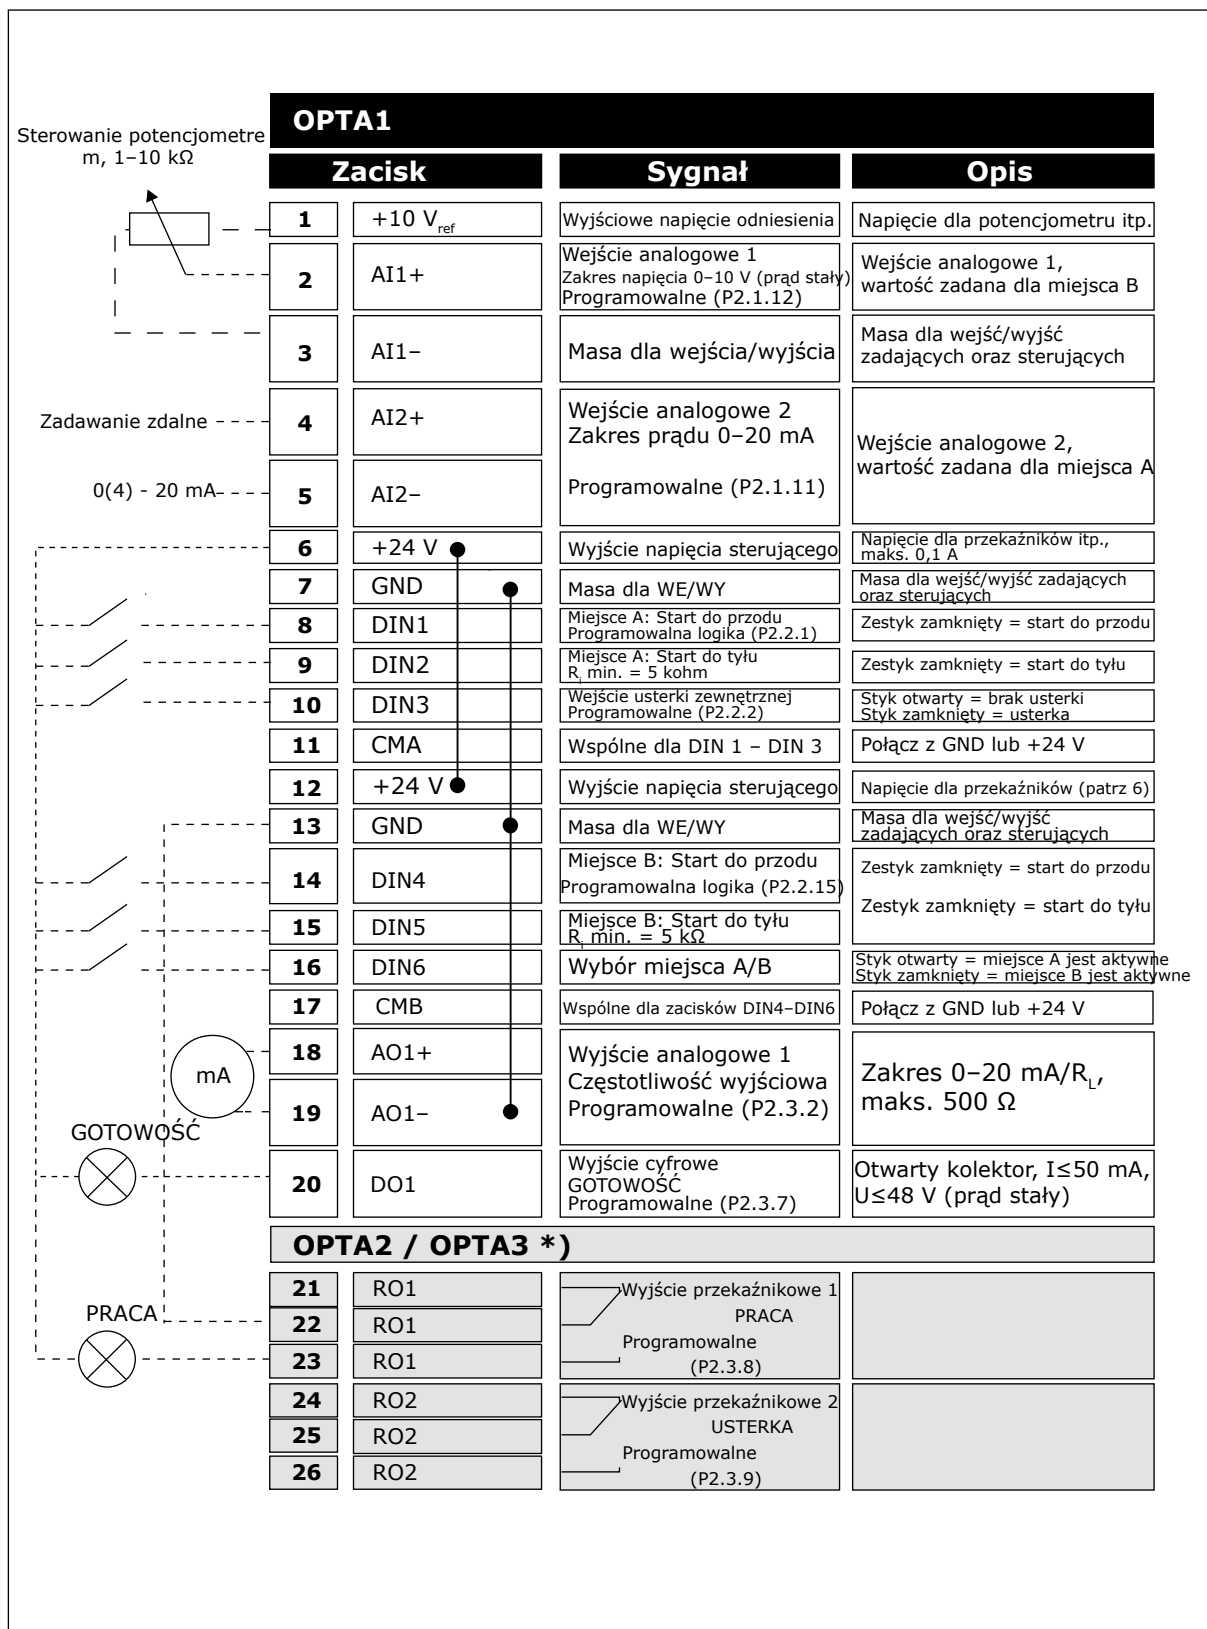 OPTA1
Sterowanie potencjometre
m, 1–10 kΩ
Zacisk
Sygnał
Opis
1
+10 Vref
Wyjściowe napięcie odniesienia
Napięcie dla potencjometru itp.
2
AI1+
Wejście analogowe 1
Zakres napięcia 0–10 V (prąd stały)
Programowalne (P2.1.12)
Wejście analogowe 1,
wartość zadana dla miejsca B
3
AI1–
Masa dla wejścia/wyjścia
Masa dla wejść/wyjść
zadających oraz sterujących
Zadawanie zdalne
4
AI2+
Wejście analogowe 2
Zakres prądu 0–20 mA
Wejście analogowe 2,
wartość zadana dla miejsca A
0(4) - 20 mA
5
AI2–
Programowalne (P2.1.11)
6
+24 V
Wyjście napięcia sterującego
Napięcie dla przekaźników itp.,
maks. 0,1 A
7
GND
Masa dla WE/WY
Masa dla wejść/wyjść zadających
oraz sterujących
8
DIN1
Miejsce A: Start do przodu
Programowalna logika (P2.2.1)
Zestyk zamknięty = start do przodu
9
DIN2
Miejsce A: Start do tyłu
Ri min. = 5 kohm
Zestyk zamknięty = start do tyłu
10
DIN3
Wejście usterki zewnętrznej
Programowalne (P2.2.2)
Styk otwarty = brak usterki
Styk zamknięty = usterka
11
CMA
Wspólne dla DIN 1 – DIN 3
Połącz z GND lub +24 V
12
+24 V
Wyjście napięcia sterującego
Napięcie dla przekaźników (patrz 6)
13
GND
Masa dla WE/WY
Masa dla wejść/wyjść
zadających oraz sterujących
14
DIN4
Miejsce B: Start do przodu
Programowalna logika (P2.2.15)
Zestyk zamknięty = start do przodu
15
DIN5
Miejsce B: Start do tyłu
Ri min. = 5 kΩ
Zestyk zamknięty = start do tyłu
16
DIN6
Wybór miejsca A/B
Styk otwarty = miejsce A jest aktywne
Styk zamknięty = miejsce B jest aktywne
17
CMB
Wspólne dla zacisków DIN4–DIN6
Połącz z GND lub +24 V
mA
18
AO1+
Wyjście analogowe 1
Częstotliwość wyjściowa
Programowalne (P2.3.2)
Zakres 0–20 mA/RL,
maks. 500 Ω
19
AO1–
GOTOWOŚĆ
20
DO1
Wyjście cyfrowe
GOTOWOŚĆ
Programowalne (P2.3.7)
Otwarty kolektor, I≤50 mA,
U≤48 V (prąd stały)
OPTA2 / OPTA3 *)
21
RO1
Wyjście przekaźnikowe 1
PRACA
PRACA
22
RO1
Programowalne
(P2.3.8)
23
RO1
24
RO2
Wyjście przekaźnikowe 2
USTERKA
25
RO2
Programowalne
(P2.3.9)
26
RO2